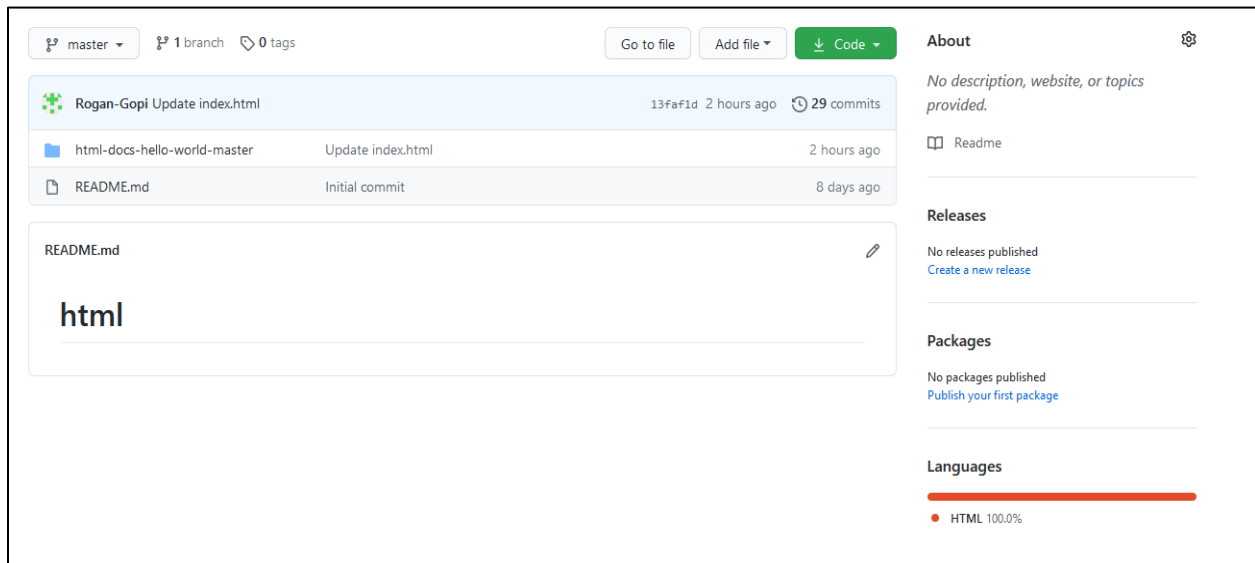 master
1 branch
0 tags
Go to file
Add file
Code
Rogan-Gopi Update index.html
13faf1d 2 hours ago
29 commits
html-docs-hello-world-master
Update index.html
2 hours ago
README.md
Initial commit
8 days ago
README.md
html
About
No description, website, or topics
provided.
Readme
Releases
No releases published
Create a new release
Packages
No packages published
Publish your first package
Languages
HTML 100.0%